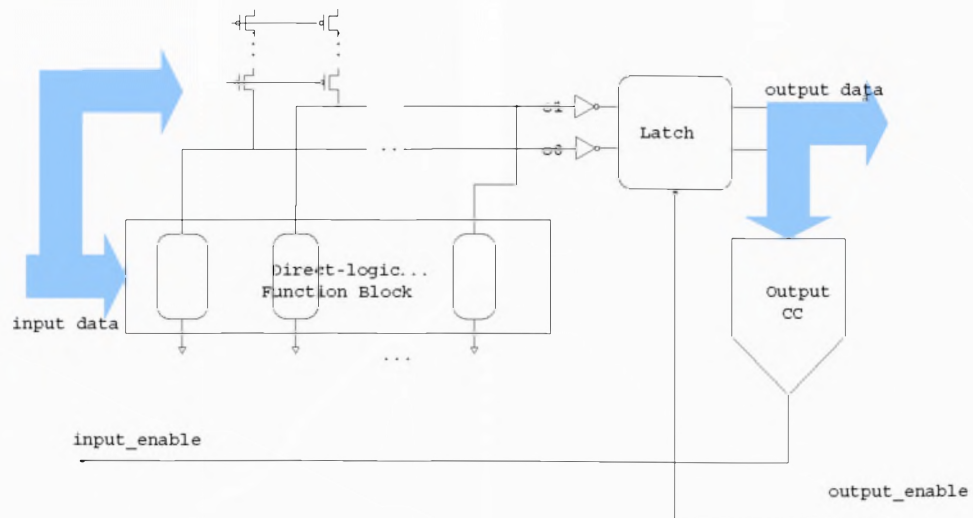 output data
Latch
Direct-logic...
Function Block
input data
Output
CC
...
input_enable
output_enable